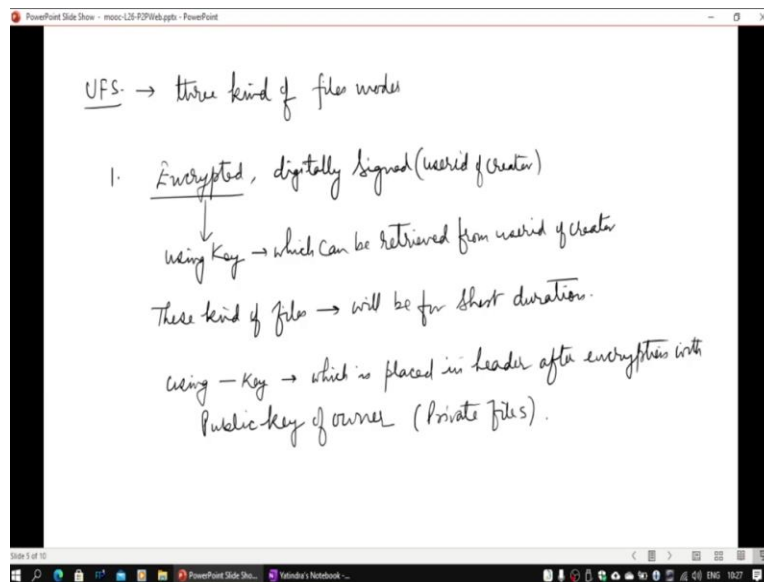 PowerPoint Slide Show - mooc-L26-P2PWeb.pptx - PowerPoint
UFS. → three kind of files modes
1. Encrypted, digitally signed (userid of creator)
using Key → which can be retrieved from userid of creator
These kind of files → will be for short duration.
using - Key → which is placed in header after encryption with
Public key of owner (Private files).
Slide 5 of 10
PowerPoint Slide Sho... Yatindra's Notebook -...
ENG 1027